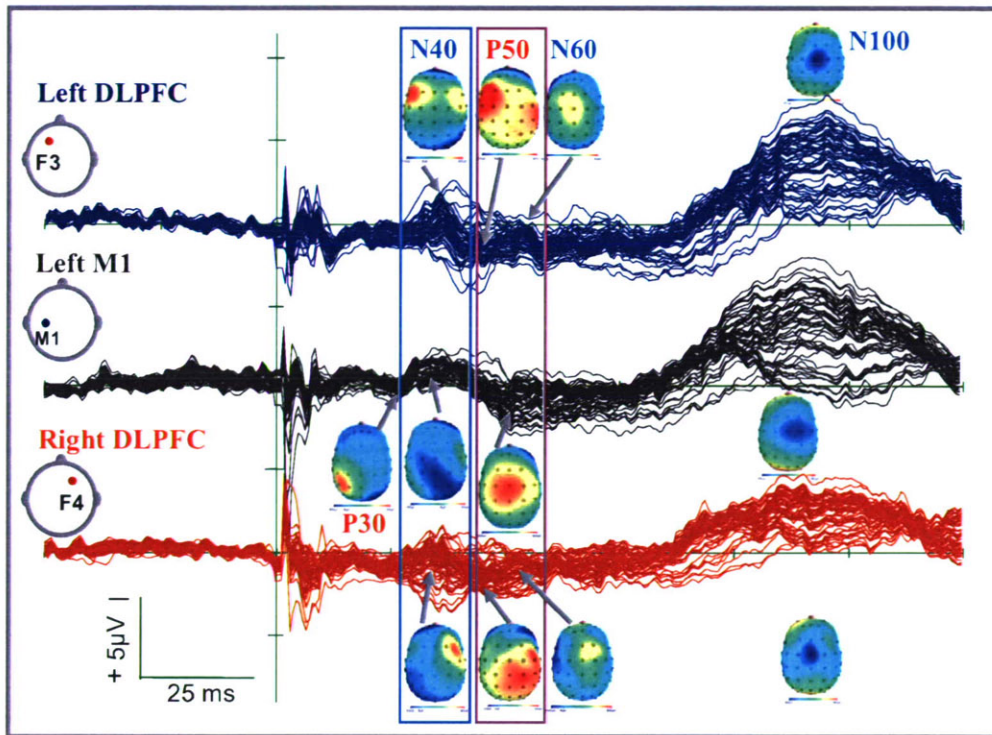 N40
P50
N60
N100
Left DLPFC
F3
Left M1
M1
Right DLPFC
F4
P30
+ 5μV
25 ms